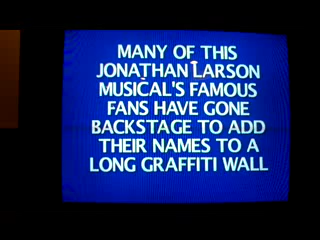 MANY OF THIS
JONATHAN LARSON
MUSICAL'S FAMOUS
FANS HAVE GONE
BACKSTAGE TO ADD
THEIR NAMES TO A
LONG GRAFFITI WALL